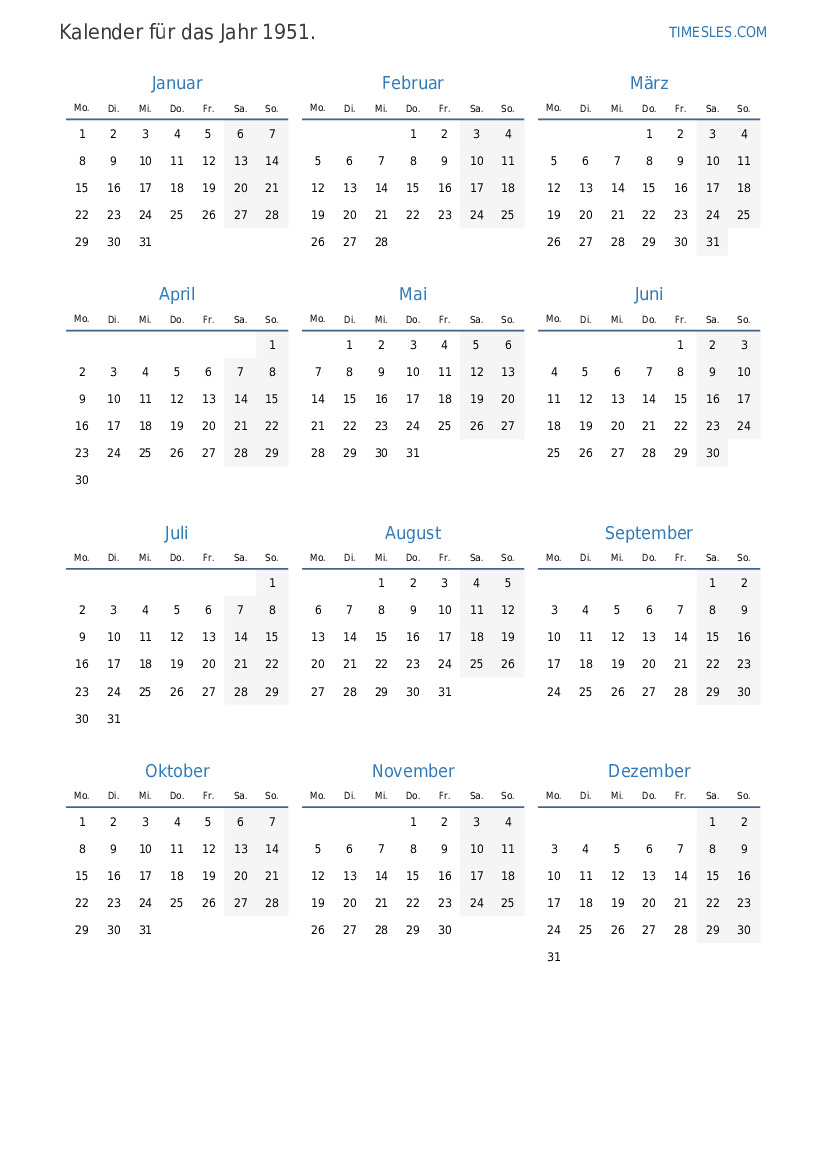 Kalender für das Jahr 1951.
TIMESLES.COM
Januar Februar März
Mo. Di. Mi. Do. Fr. Sa. So. Mo. Di. Mi. Do. Fr. Sa. So. Mo. Di. Mi. Do. Fr. Sa. So.
1 2 3 4 5 6 7 1 2 3 4 1 2 3 4
8 9 10 11 12 13 14 5 6 7 8 9 10 11 5 6 7 8 9 10 11
15 16 17 18 19 20 21 12 13 14 15 16 17 18 12 13 14 15 16 17 18
22 23 24 25 26 27 28 19 20 21 22 23 24 25 19 20 21 22 23 24 25
29 30 31 26 27 28 26 27 28 29 30 31
April Mai Juni
Mo. Di. Mi. Do. Fr. Sa. So. Mo. Di. Mi. Do. Fr. Sa. So. Mo. Di. Mi. Do. Fr. Sa. So.
1 1 2 3 4 5 6 1 2 3
2 3 4 5 6 7 8 7 8 9 10 11 12 13 4 5 6 7 8 9 10
9 10 11 12 13 14 15 14 15 16 17 18 19 20 11 12 13 14 15 16 17
16 17 18 19 20 21 22 21 22 23 24 25 26 27 18 19 20 21 22 23 24
23 24 25 26 27 28 29 28 29 30 31 25 26 27 28 29 30
30
Juli August September
Mo. Di. Mi. Do. Fr. Sa. So. Mo. Di. Mi. Do. Fr. Sa. So. Mo. Di. Mi. Do. Fr. Sa. So.
1 1 2 3 4 5 1 2
2 3 4 5 6 7 8 6 7 8 9 10 11 12 3 4 5 6 7 8 9
9 10 11 12 13 14 15 13 14 15 16 17 18 19 10 11 12 13 14 15 16
16 17 18 19 20 21 22 20 21 22 23 24 25 26 17 18 19 20 21 22 23
23 24 25 26 27 28 29 27 28 29 30 31 24 25 26 27 28 29 30
30 31
Oktober November Dezember
Mo. Di. Mi. Do. Fr. Sa. So. Mo. Di. Mi. Do. Fr. Sa. So. Mo. Di. Mi. Do. Fr. Sa. So.
1 2 3 4 5 6 7 1 2 3 4 1 2
8 9 10 11 12 13 14 5 6 7 8 9 10 11 3 4 5 6 7 8 9
15 16 17 18 19 20 21 12 13 14 15 16 17 18 10 11 12 13 14 15 16
22 23 24 25 26 27 28 19 20 21 22 23 24 25 17 18 19 20 21 22 23
29 30 31 26 27 28 29 30 24 25 26 27 28 29 30
31